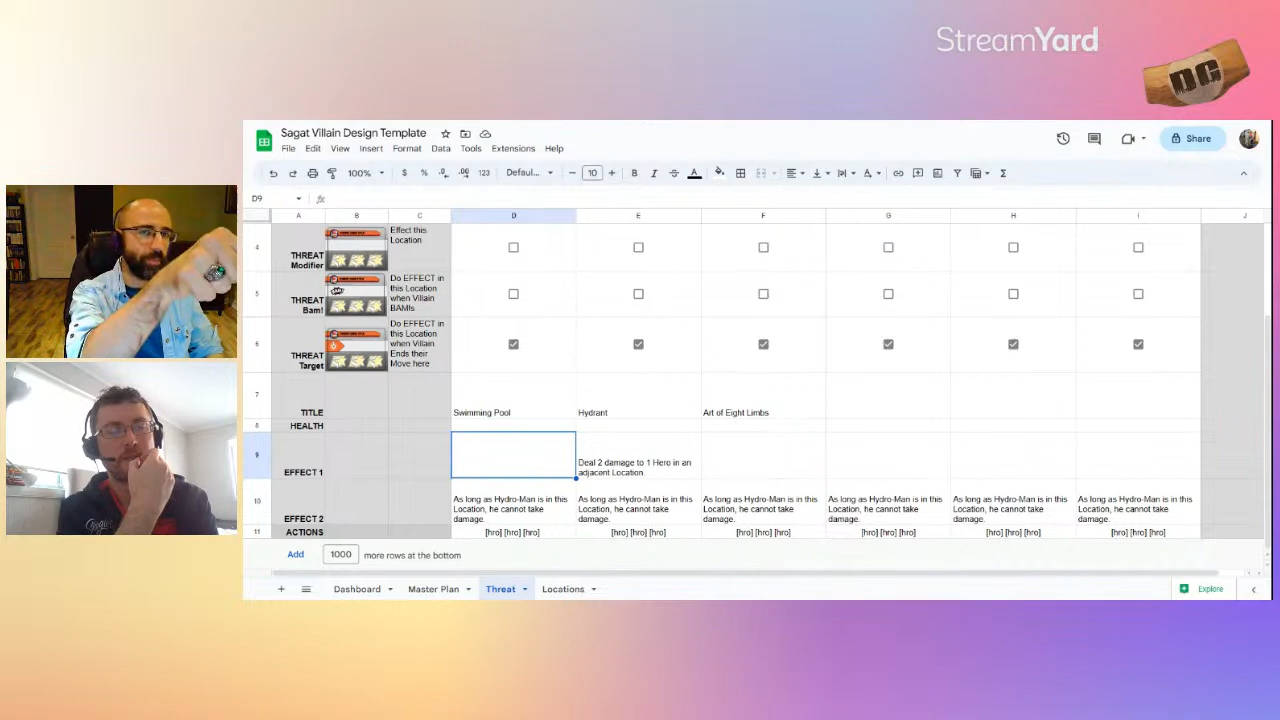 StreamYard
DG
Sagat Villain Design Template
File Edit View Insert Format Data Tools Extensions Help
Share
100% $ % .0 .00 123 Defaul... − 10 + B I A
D9 fx
A B C D E F G H I J
4 THREAT Modifier
Effect this
Location
5 THREAT Bam!
Do EFFECT in
this Location
when Villain
BAM!s
6 THREAT Target
Do EFFECT in
this Location
when Villain
Ends their
Move here
7 TITLE Swimming Pool Hydrant Art of Eight Limbs
8 HEALTH
9 EFFECT 1
Deal 2 damage to 1 Hero in an
adjacent Location.
10 EFFECT 2
As long as Hydro-Man is in this
Location, he cannot take
damage.
As long as Hydro-Man is in this
Location, he cannot take
damage.
As long as Hydro-Man is in this
Location, he cannot take
damage.
As long as Hydro-Man is in this
Location, he cannot take
damage.
As long as Hydro-Man is in this
Location, he cannot take
damage.
As long as Hydro-Man is in this
Location, he cannot take
damage.
11 ACTIONS [hro] [hro] [hro] [hro] [hro] [hro] [hro] [hro] [hro] [hro] [hro] [hro] [hro] [hro] [hro] [hro] [hro] [hro]
Add 1000 more rows at the bottom
+ Dashboard Master Plan Threat Locations Explore